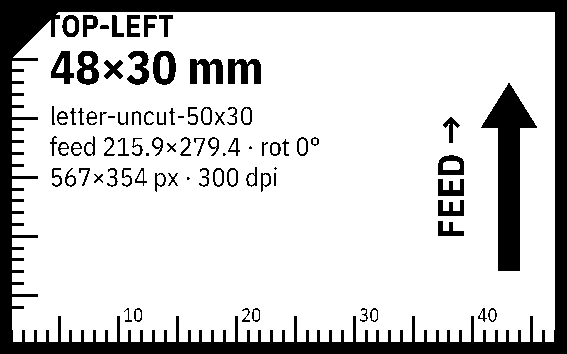 TOP-LEFT
48×30 mm
letter-uncut-50x30
feed 215.9×279.4 · rot 0°
567×354 px · 300 dpi
FEED →
10 20 30 40